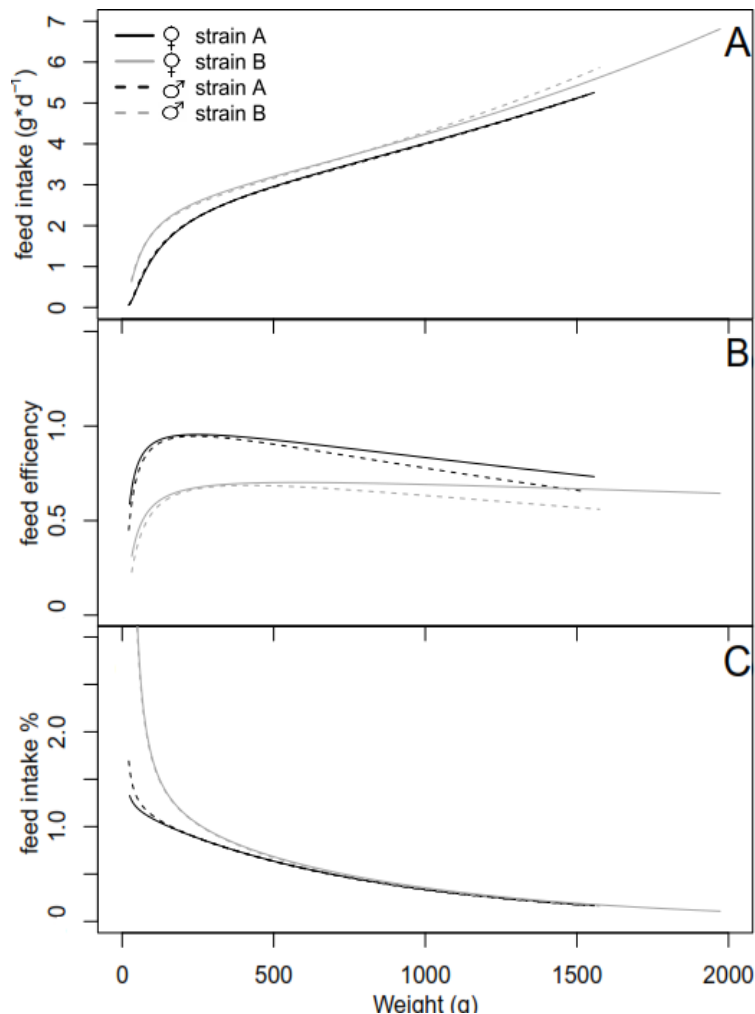 A
♀ strain A
♀ strain B
♂ strain A
♂ strain B
feed intake (g*d⁻¹)
7
6
5
4
3
2
1
0
B
feed efficency
1.0
0.5
0
C
feed intake %
2.0
1.0
0
0 500 1000 1500 2000
Weight (g)